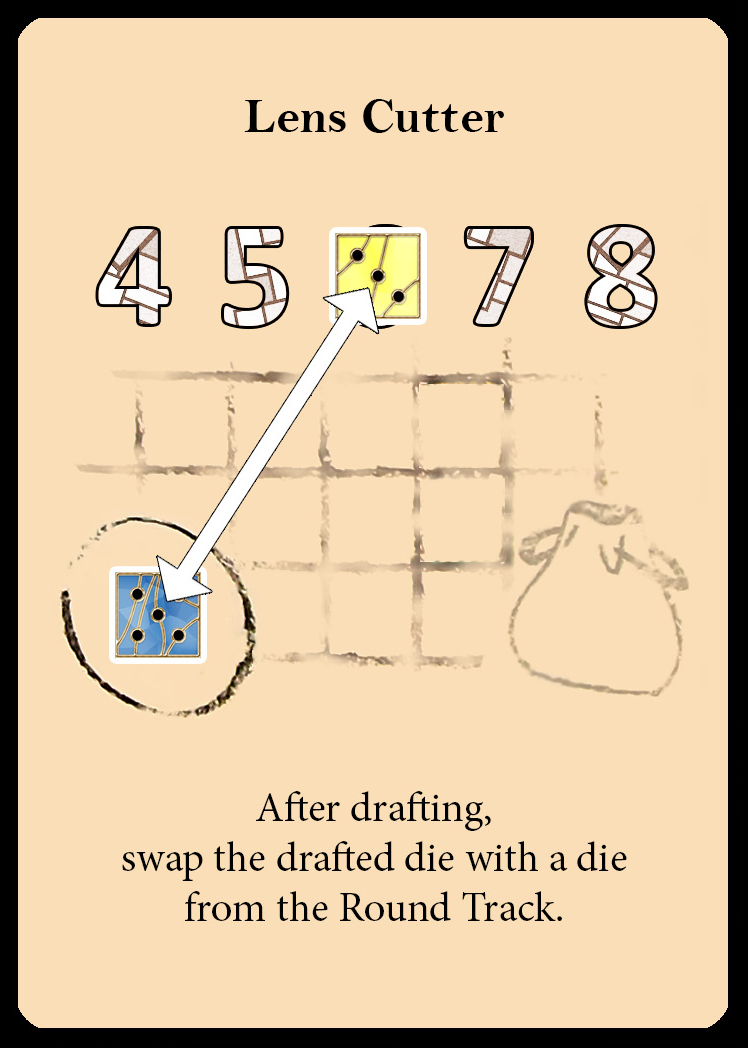 Lens Cutter
4 5 7 8
After drafting,
swap the drafted die with a die
from the Round Track.